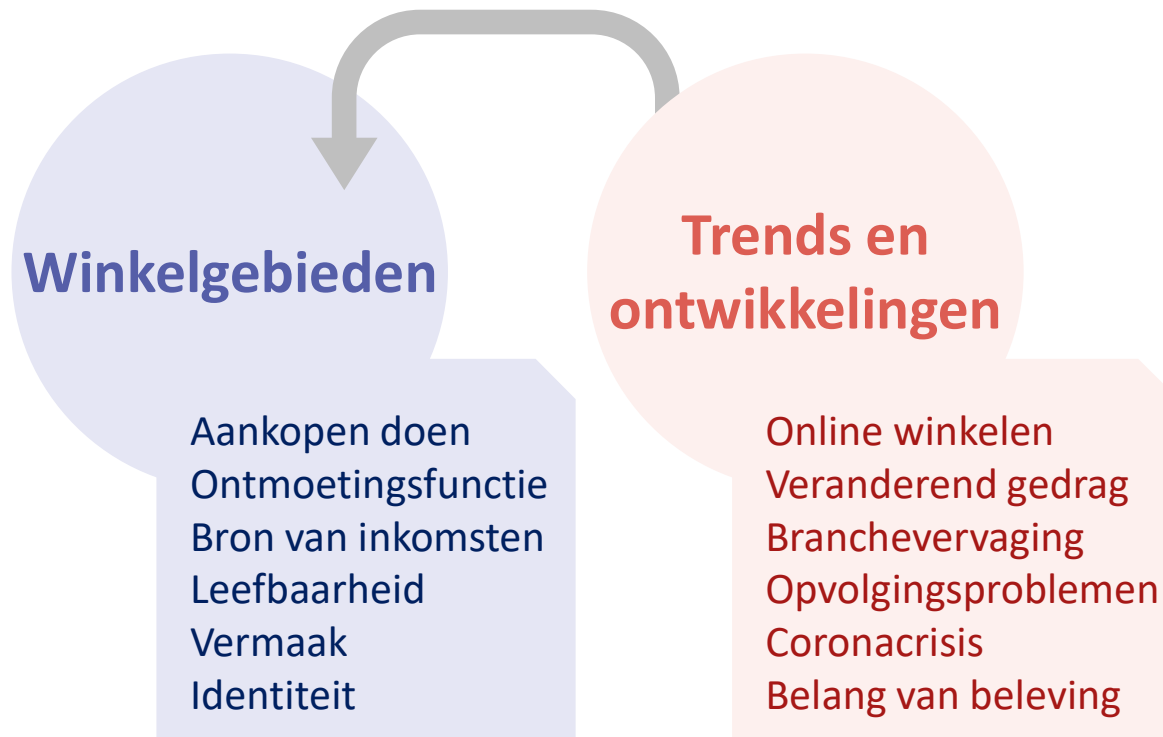 Winkelgebieden
Aankopen doen
Ontmoetingsfunctie
Bron van inkomsten
Leefbaarheid
Vermaak
Identiteit
Trends en
ontwikkelingen
Online winkelen
Veranderend gedrag
Branchevervaging
Opvolgingsproblemen
Coronacrisis
Belang van beleving